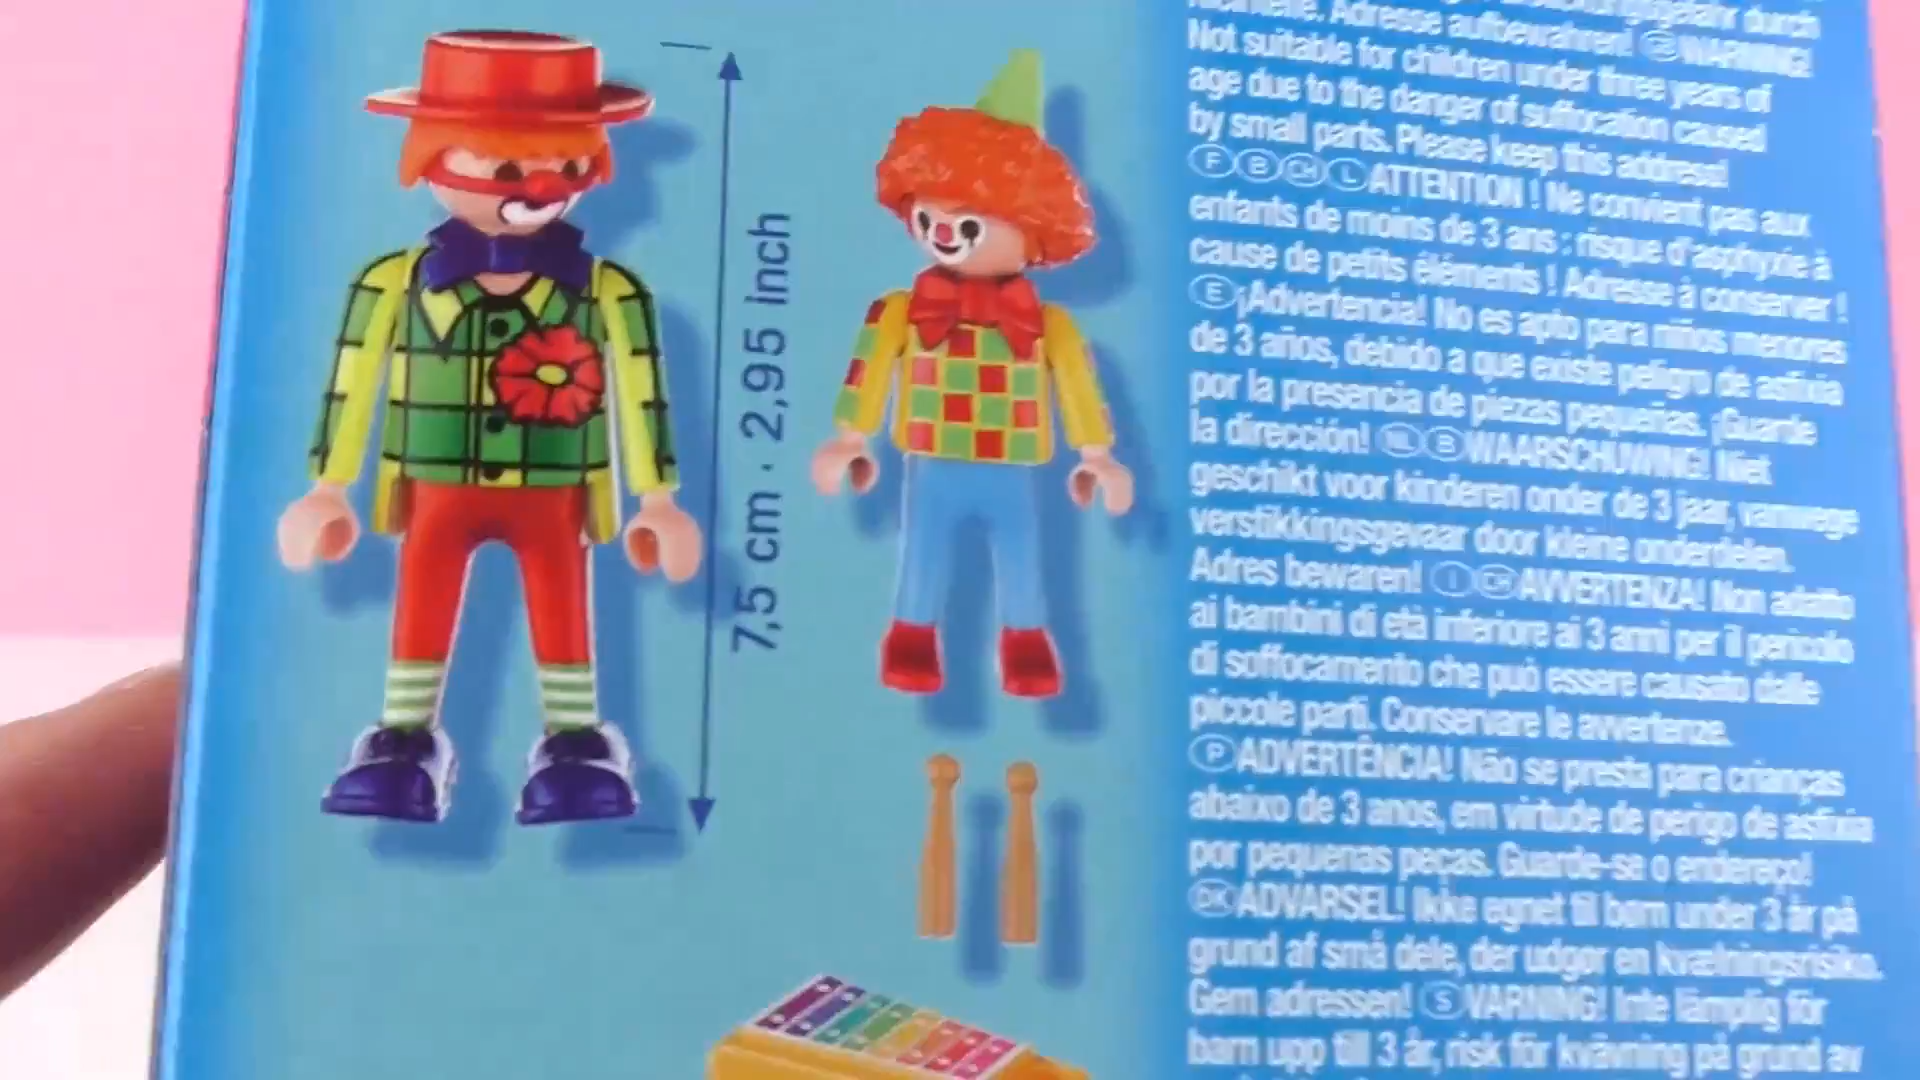 7,5 cm · 2,95 inch
Adresse aufbewahren! WARNING!
Not suitable for children under three years of
age due to the danger of suffocation caused
by small parts. Please keep this address!
F B CH L ATTENTION ! Ne convient pas aux
enfants de moins de 3 ans : risque d'asphyxie à
cause de petits éléments ! Adresse à conserver !
E ¡Advertencia! No es apto para niños menores
de 3 años, debido a que existe peligro de asfixia
por la presencia de piezas pequeñas. ¡Guarde
la dirección! NL B WAARSCHUWING! Niet
geschikt voor kinderen onder de 3 jaar, vanwege
verstikkingsgevaar door kleine onderdelen.
Adres bewaren! I CH AVVERTENZA! Non adatto
ai bambini di età inferiore ai 3 anni per il pericolo
di soffocamento che può essere causato dalle
piccole parti. Conservare le avvertenze.
P ADVERTÊNCIA! Não se presta para crianças
abaixo de 3 anos, em virtude de perigo de asfixia
por pequenas peças. Guarde-se o endereço!
DK ADVARSEL! Ikke egnet til børn under 3 år på
grund af små dele, der udgør en kvælningsrisiko.
Gem adressen! S VARNING! Inte lämplig för
barn upp till 3 år, risk för kvävning på grund av